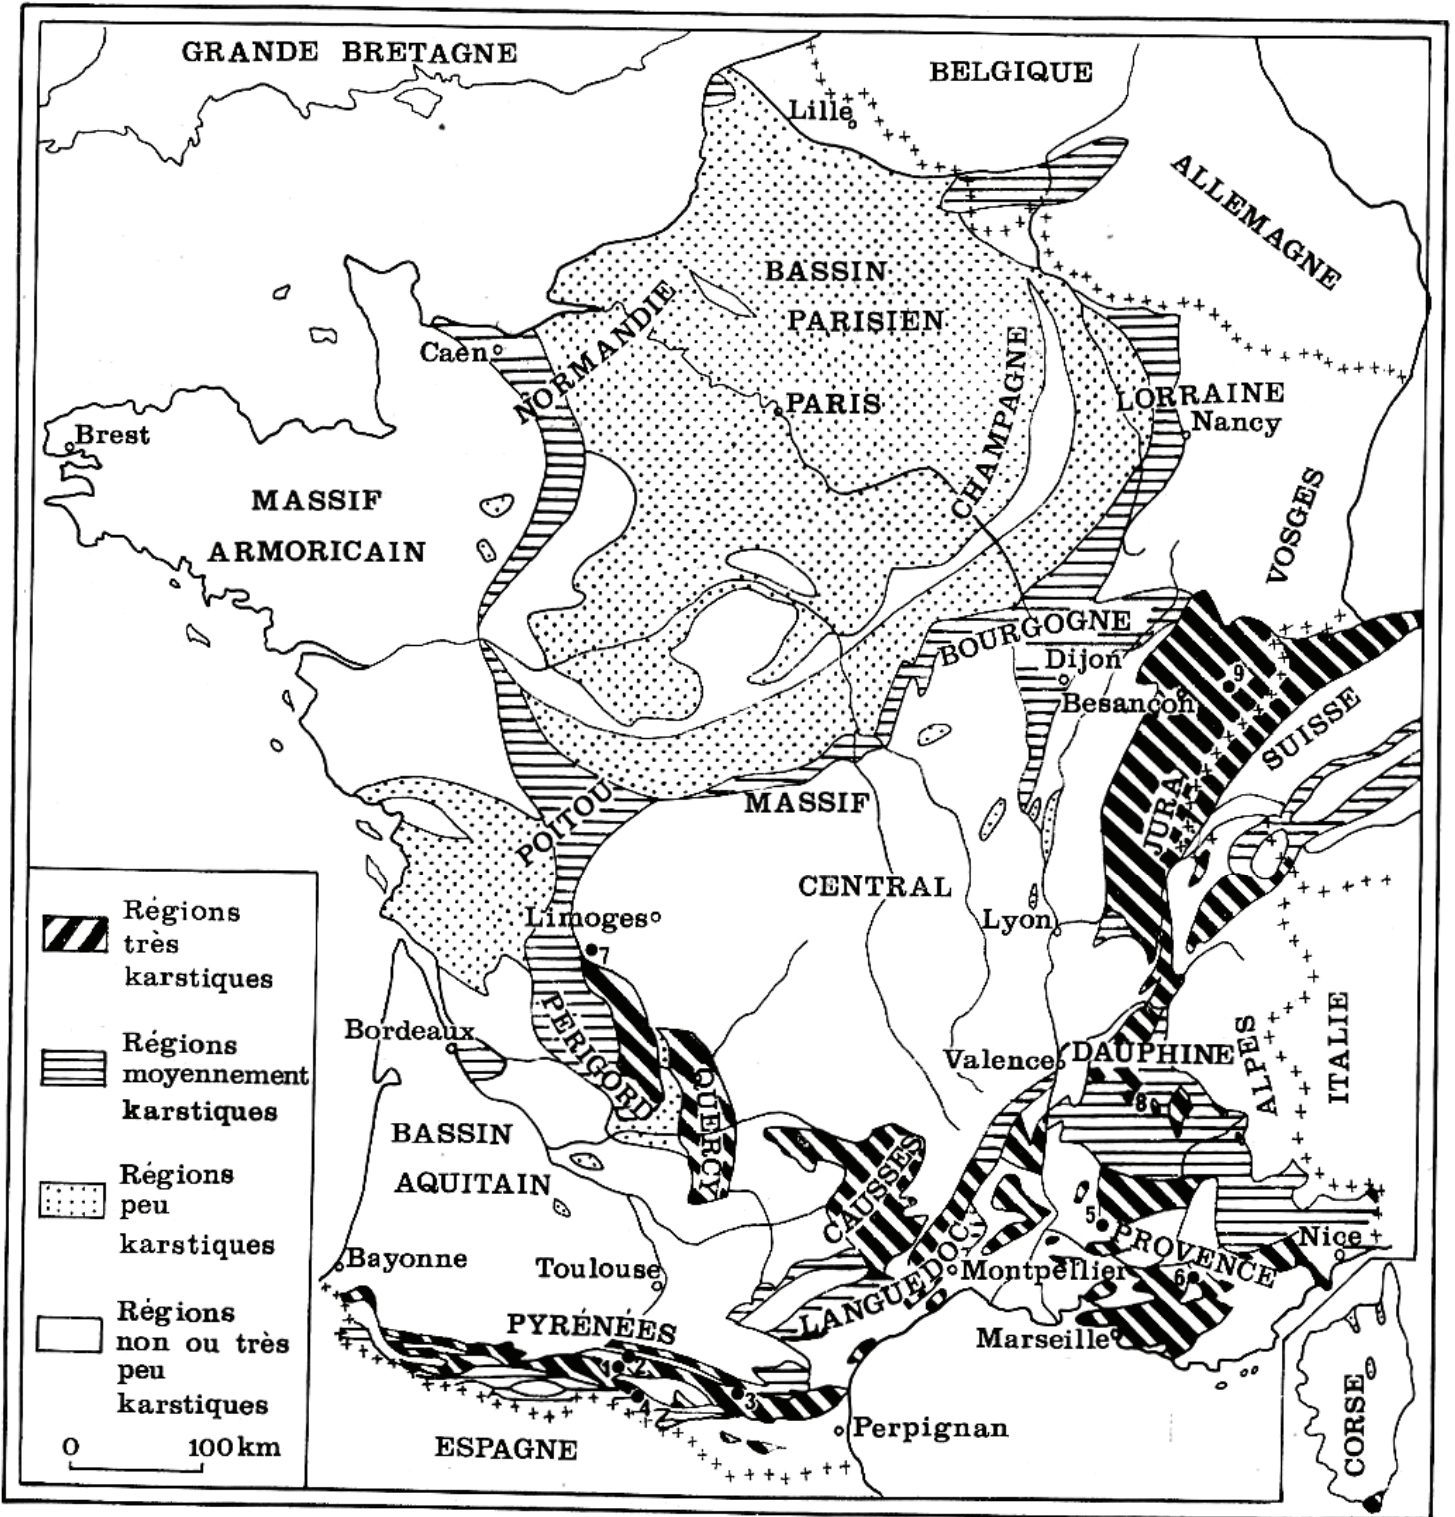 GRANDE BRETAGNE
BELGIQUE
Lille
ALLEMAGNE
BASSIN
PARISIEN
NORMANDIE
Caen
CHAMPAGNE
PARIS
LORRAINE
Nancy
Brest
MASSIF
ARMORICAIN
VOSGES
BOURGOGNE
Dijon
Besancon
9
SUISSE
JURA
POITOU
MASSIF
CENTRAL
Limoges
7
Lyon
PÉRIGORD
Bordeaux
Valence
DAUPHINE
8
ALPES
ITALIE
QUERCY
BASSIN
AQUITAIN
CAUSSES
5
PROVENCE
Nice
Bayonne
Toulouse
LANGUEDOC
Montpellier
6
PYRÉNÉES
Marseille
1
2
3
4
Perpignan
ESPAGNE
CORSE
Régions
très
karstiques
Régions
moyennement
karstiques
Régions
peu
karstiques
Régions
non ou très
peu
karstiques
0 100 km